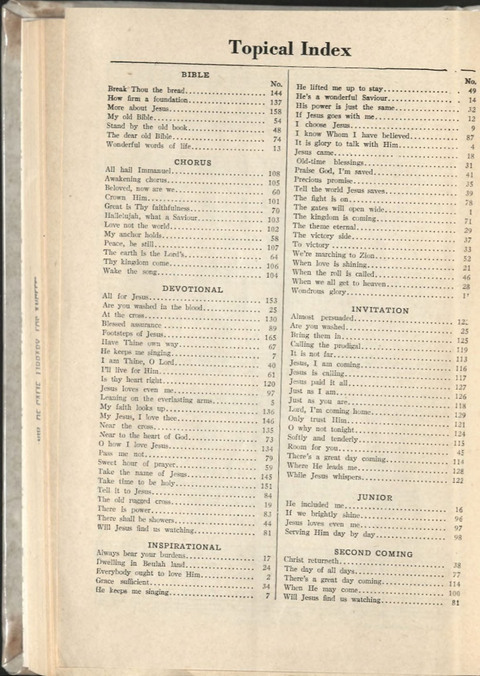 Topical Index
BIBLE
No.
Break Thou the bread 144
How firm a foundation 137
More about Jesus 158
My old Bible 54
Stand by the old book 48
The dear old Bible 74
Wonderful words of life 13
CHORUS
All hail Immanuel 108
Awakening chorus 105
Beloved, now are we 60
Crown Him 101
Great is Thy faithfulness 70
Hallelujah, what a Saviour 103
Love not the world 102
My anchor holds 58
Peace, be still 107
The earth is the Lord's 64
Thy kingdom come 106
Wake the song 104
DEVOTIONAL
All for Jesus 153
Are you washed in the blood 25
At the cross 130
Blessed assurance 89
Footsteps of Jesus 165
Have Thine own way 67
He keeps me singing 7
I am Thine, O Lord 40
I'll live for Him 61
Is thy heart right 120
Jesus loves even me 97
Leaning on the everlasting arms 5
My faith looks up 136
My Jesus, I love thee 146
Near the cross 135
Near to the heart of God 73
O how I love Jesus 134
Pass me not 79
Sweet hour of prayer 59
Take the name of Jesus 145
Take time to be holy 151
Tell it to Jesus 84
The old rugged cross 19
There is power 83
There shall be showers 44
Will Jesus find us watching 81
INSPIRATIONAL
Always bear your burdens 17
Dwelling in Beulah land 24
Everybody ought to love Him 2
Grace sufficient 34
He keeps me singing 7
No.
He lifted me up to stay 49
He's a wonderful Saviour 14
His power is just the same 32
If Jesus goes with me 12
I choose Jesus 9
I know Whom I have believed 87
It is glory to talk with Him 4
Jesus came 18
Old-time blessings 31
Praise God, I'm saved 41
Precious promise 35
Tell the world Jesus saves 39
The fight is on 78
The gates will open wide 1
The kingdom is coming 71
The theme eternal 29
The victory side 37
To victory 33
We're marching to Zion 52
When love is shining 21
When the roll is called 46
When we all get to heaven 28
Wondrous glory
INVITATION
Almost persuaded
Are you washed 25
Bring them in 125
Calling the prodigal 119
It is not far 113
Jesus, I am coming 116
Jesus is calling 117
Jesus paid it all 127
Just as I am 126
Just as you are 118
Lord, I'm coming home 129
Only trust Him 121
O why not tonight 124
Softly and tenderly 115
Room for you 45
There's a great day coming 114
Where He leads me 128
While Jesus whispers 122
JUNIOR
He included me 16
If we brightly shine 96
Jesus loves even me 97
Serving Him day by day 98
SECOND COMING
Christ returneth 38
The day of all days 77
There's a great day coming 114
When He may come 109
Will Jesus find us watching 81